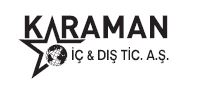 KARAMAN
İÇ & DIŞ TİC. A.Ş.